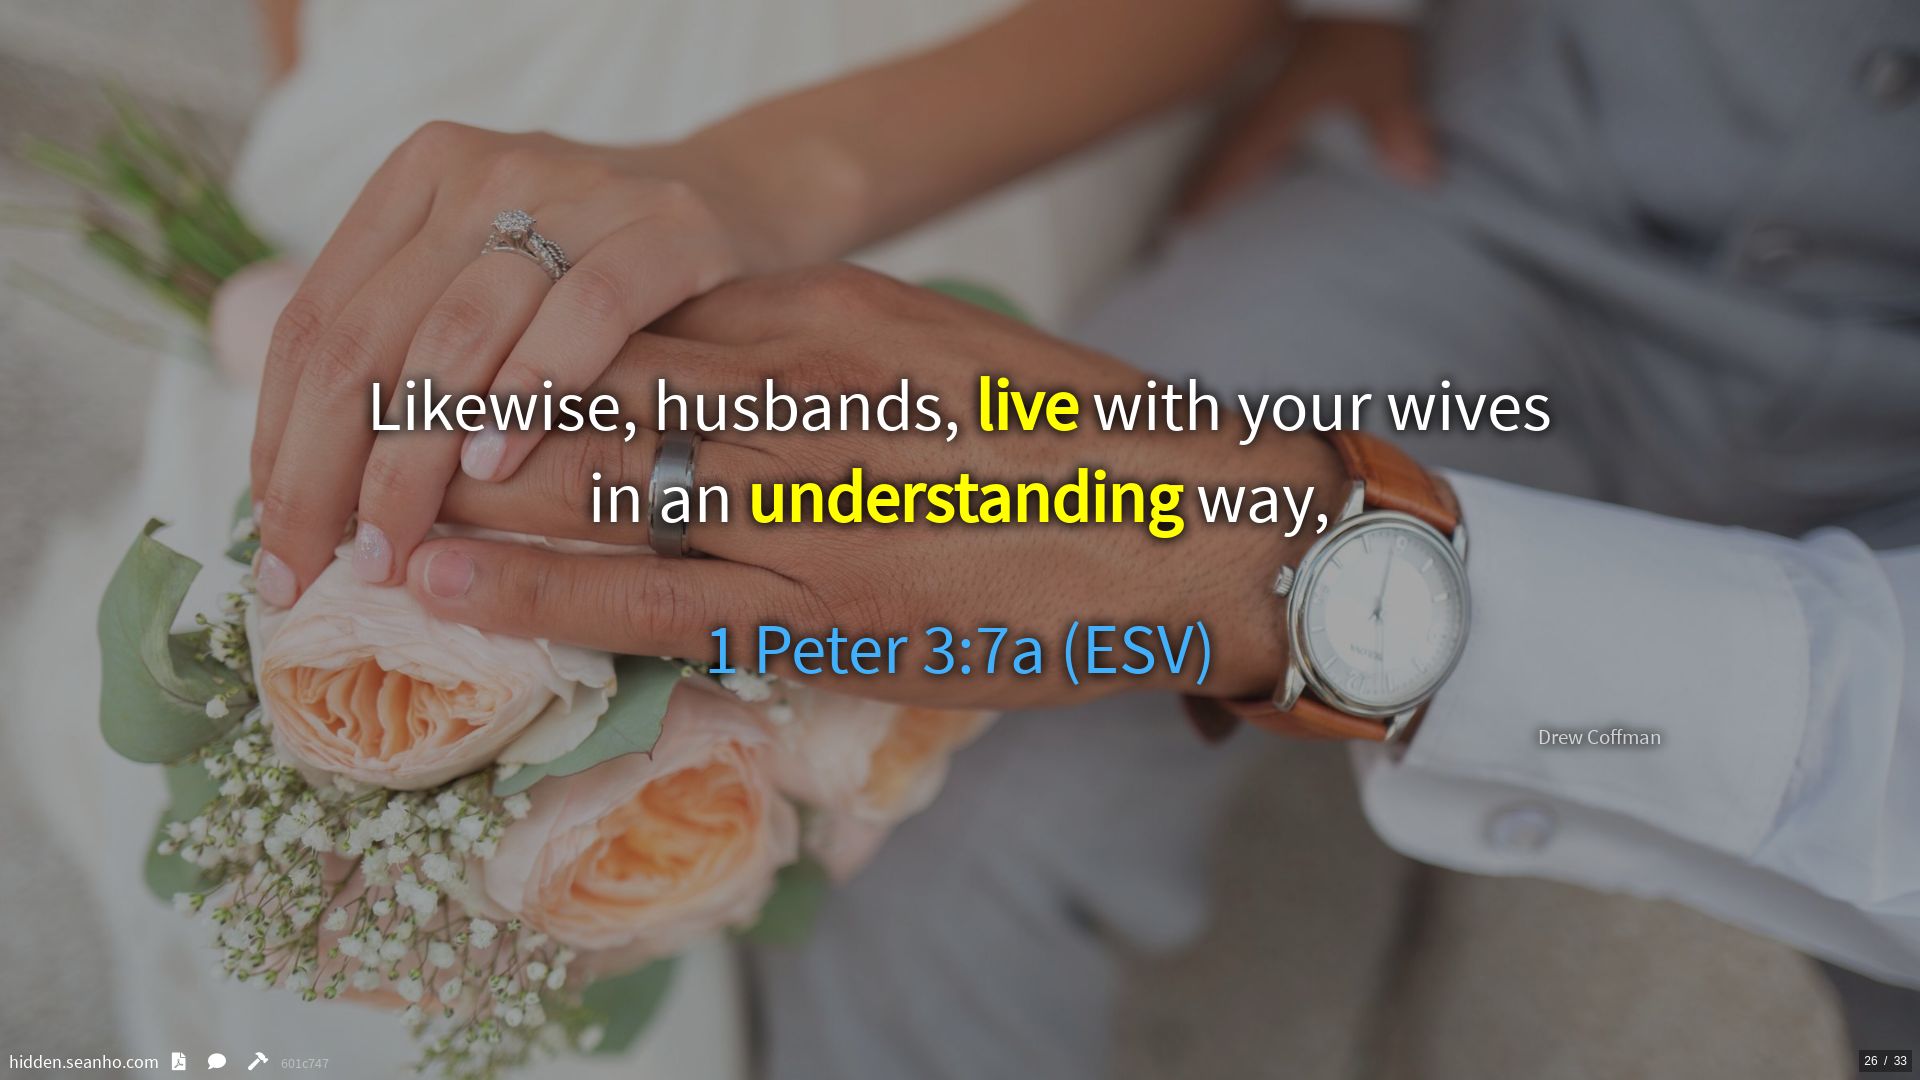 Likewise, husbands, live with your wives
in an understanding way,
1 Peter 3:7a (ESV)
Drew Coffman
hidden.seanho.com 601c747
26 / 33